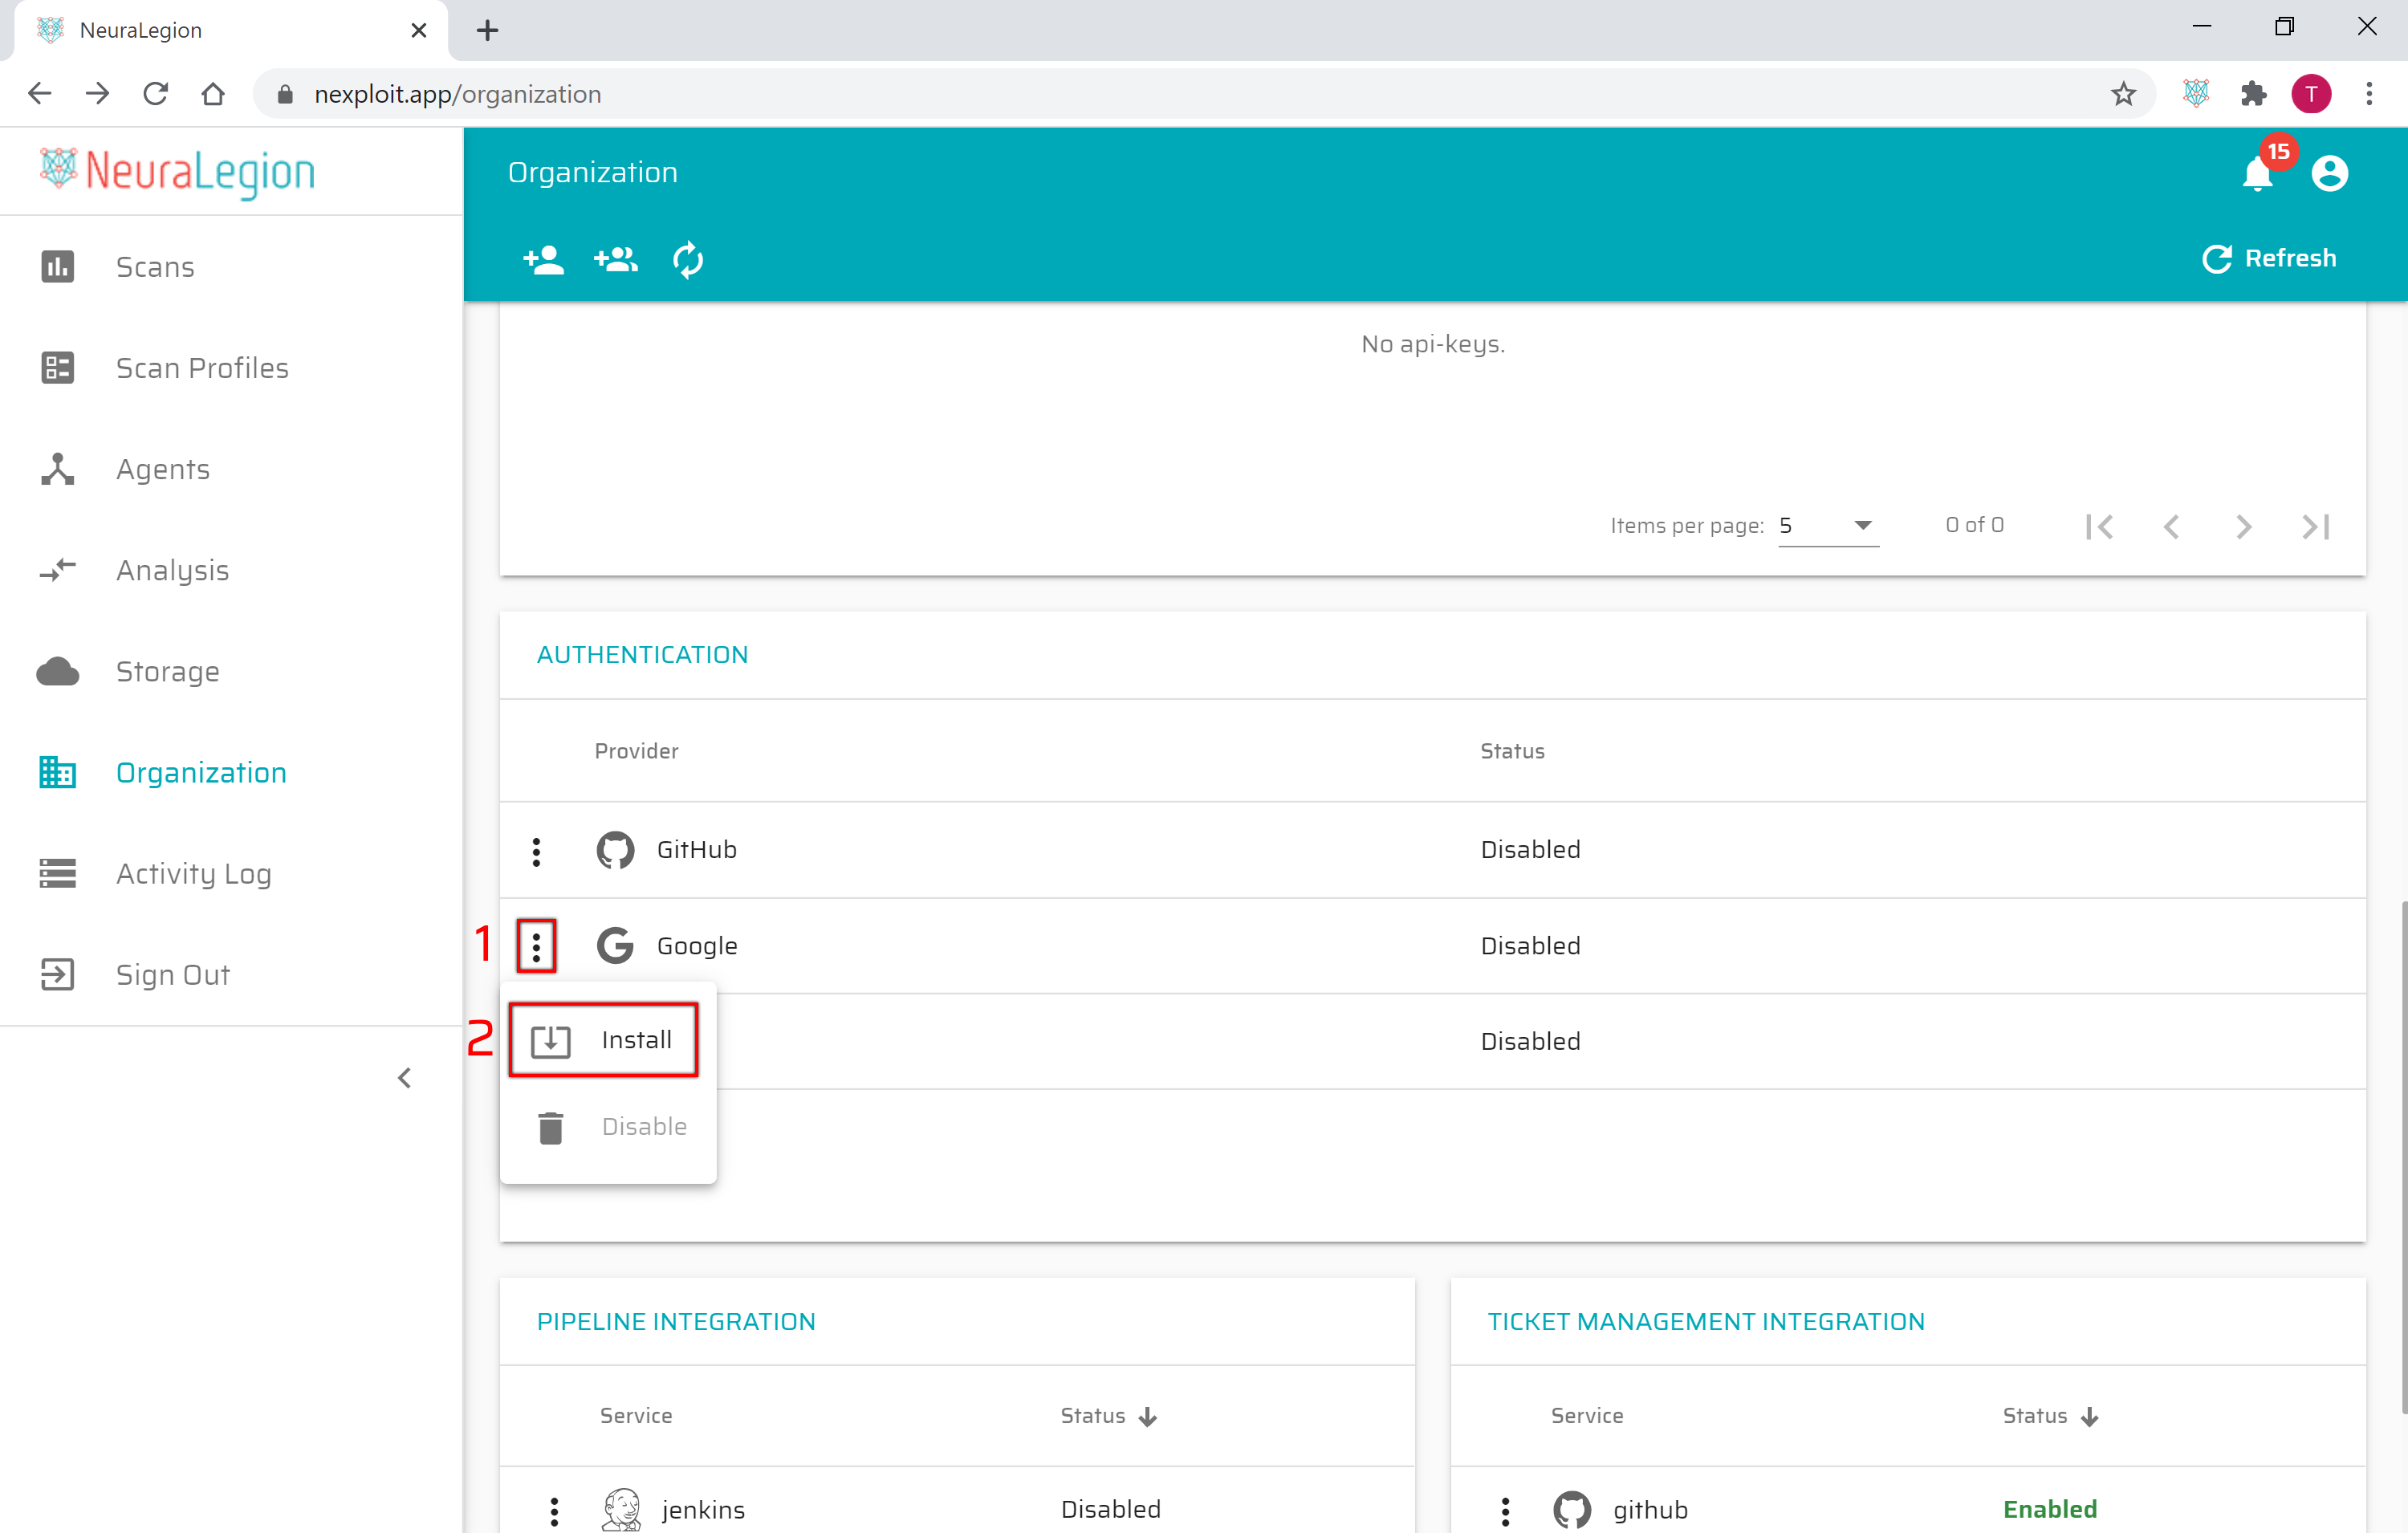 NeuraLegion
nexploit.app/organization
T
NeuraLegion
Organization
15
Refresh
Scans
Scan Profiles
Agents
Analysis
Storage
Organization
Activity Log
Sign Out
No api-keys.
Items per page: 5 0 of 0
AUTHENTICATION
Provider Status
GitHub Disabled
1 Google Disabled
Disabled
2 Install
Disable
PIPELINE INTEGRATION
Service Status
jenkins Disabled
TICKET MANAGEMENT INTEGRATION
Service Status
github Enabled